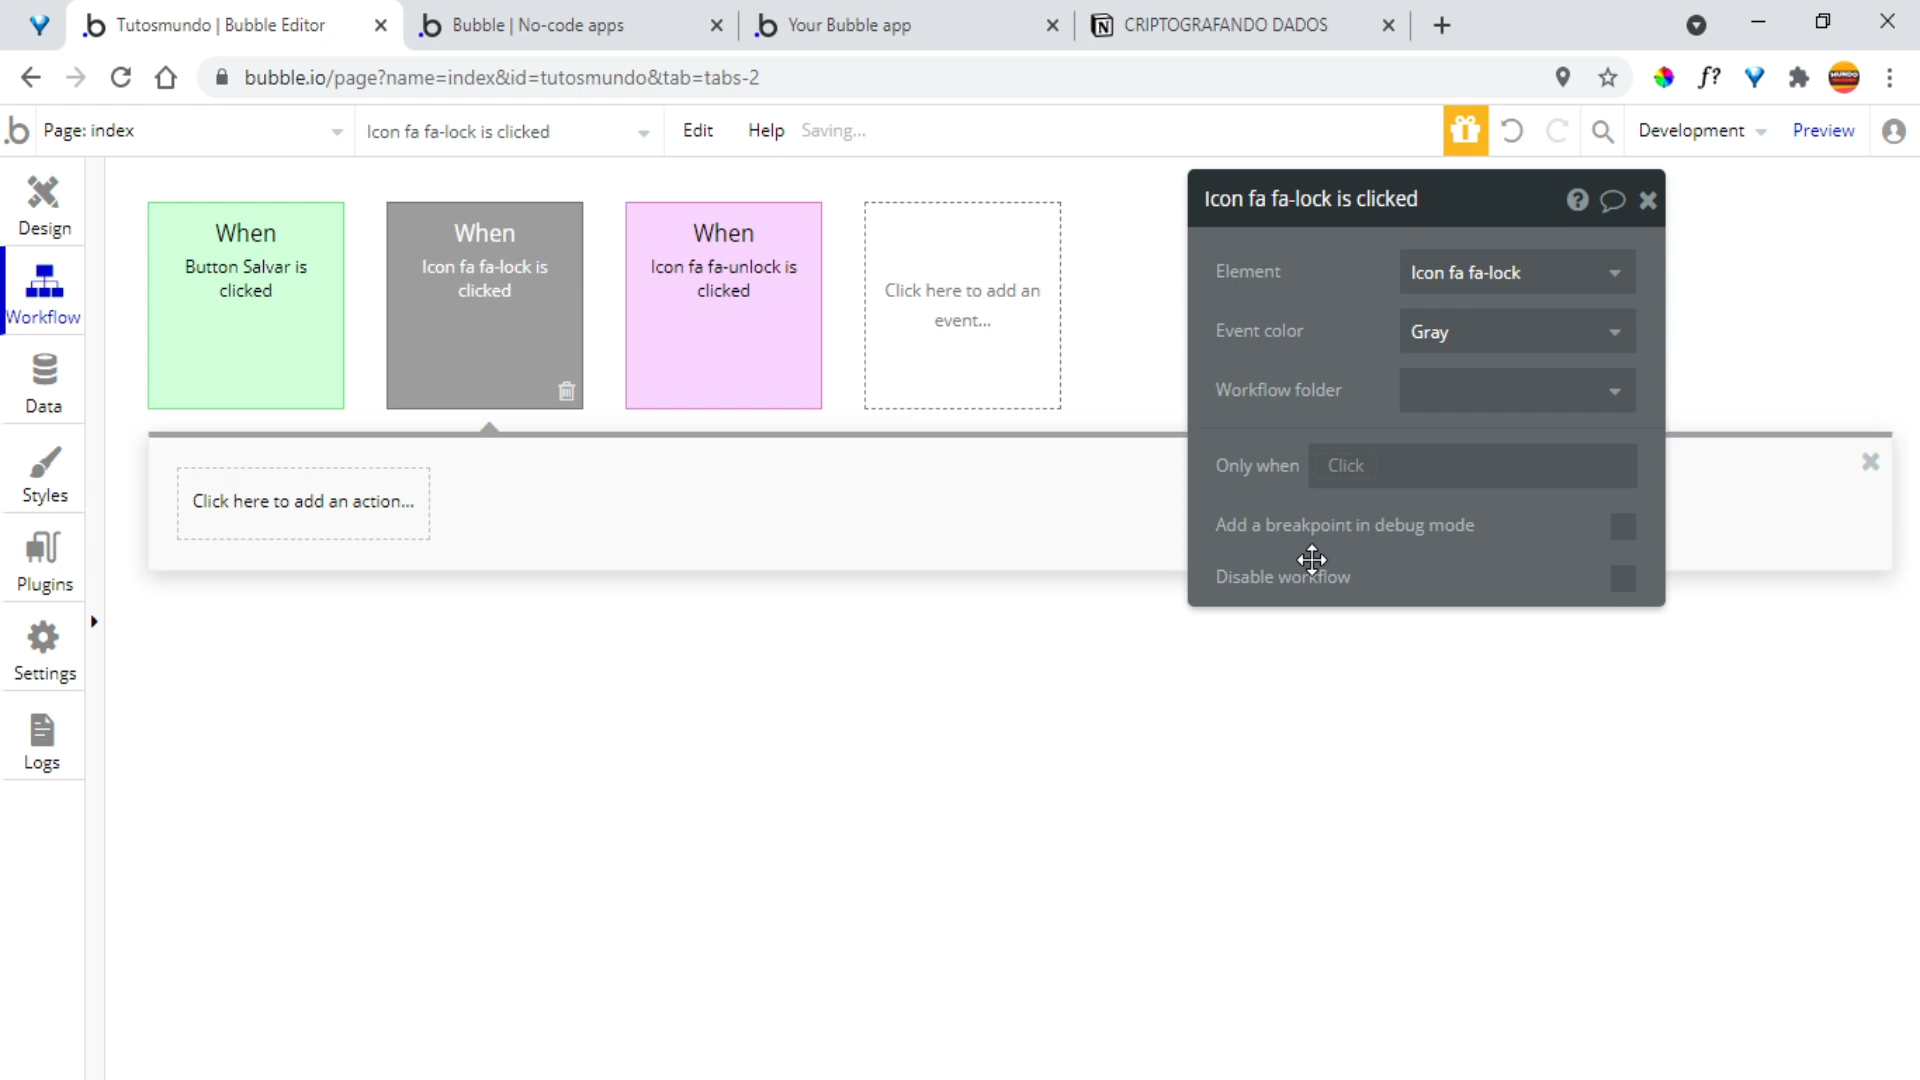 Tutosmundo | Bubble Editor
Bubble | No-code apps
Your Bubble app
CRIPTOGRAFANDO DADOS
bubble.io/page?name=index&id=tutosmundo&tab=tabs-2
f?
Page: index
Icon fa fa-lock is clicked
Edit
Help
Saving...
Development
Preview
Design
Workflow
Data
Styles
Plugins
Settings
Logs
When
Button Salvar is
clicked
When
Icon fa fa-lock is
clicked
When
Icon fa fa-unlock is
clicked
Click here to add an
event...
Click here to add an action...
Icon fa fa-lock is clicked
Element
Icon fa fa-lock
Event color
Gray
Workflow folder
Only when
Click
Add a breakpoint in debug mode
Disable workflow